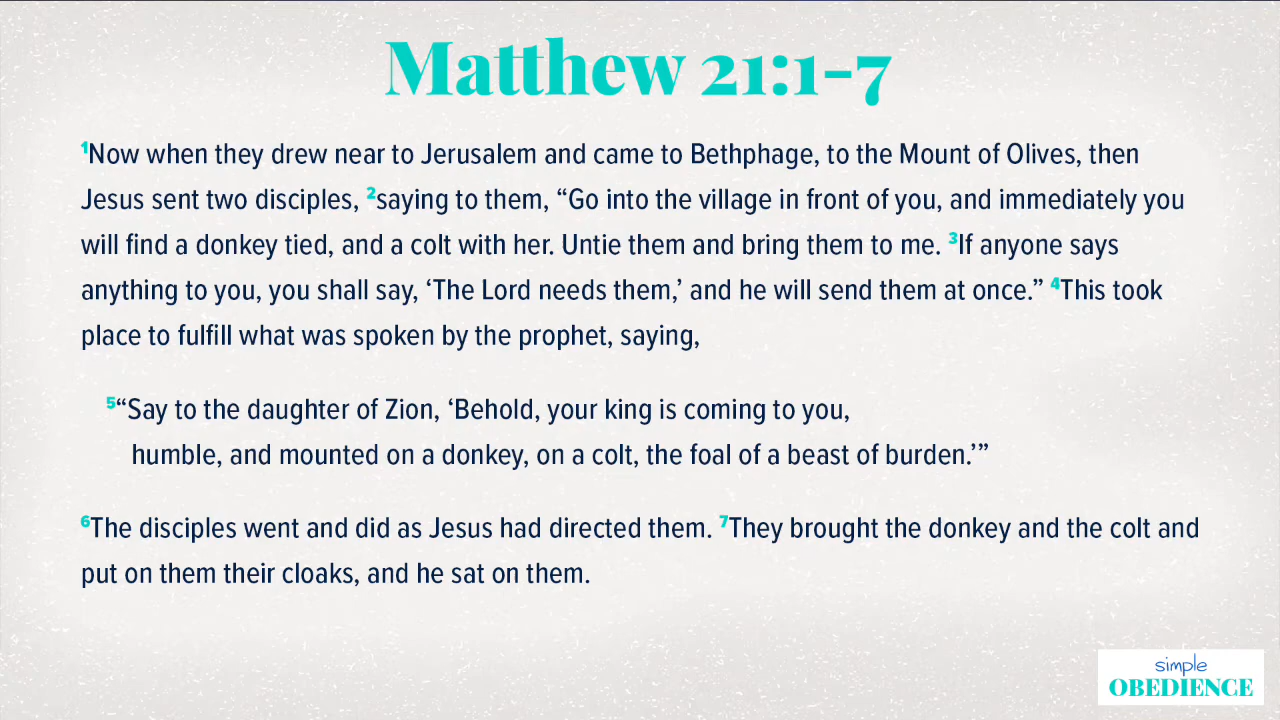 Matthew 21:1-7
1Now when they drew near to Jerusalem and came to Bethphage, to the Mount of Olives, then
Jesus sent two disciples, 2saying to them, “Go into the village in front of you, and immediately you
will find a donkey tied, and a colt with her. Untie them and bring them to me. 3If anyone says
anything to you, you shall say, ‘The Lord needs them,’ and he will send them at once.” 4This took
place to fulfill what was spoken by the prophet, saying,
5“Say to the daughter of Zion, ‘Behold, your king is coming to you,
humble, and mounted on a donkey, on a colt, the foal of a beast of burden.’”
6The disciples went and did as Jesus had directed them. 7They brought the donkey and the colt and
put on them their cloaks, and he sat on them.
simple
OBEDIENCE